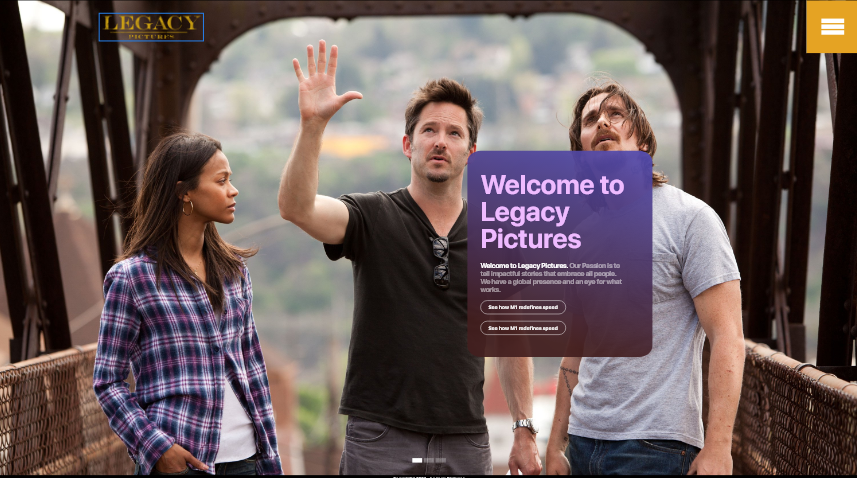 LEGACY
PICTURES
Welcome to
Legacy
Pictures
Welcome to Legacy Pictures. Our Passion is to
tell impactful stories that embrace all people.
We have a global presence and an eye for what
works.
See how M1 redefines speed
See how M1 redefines speed